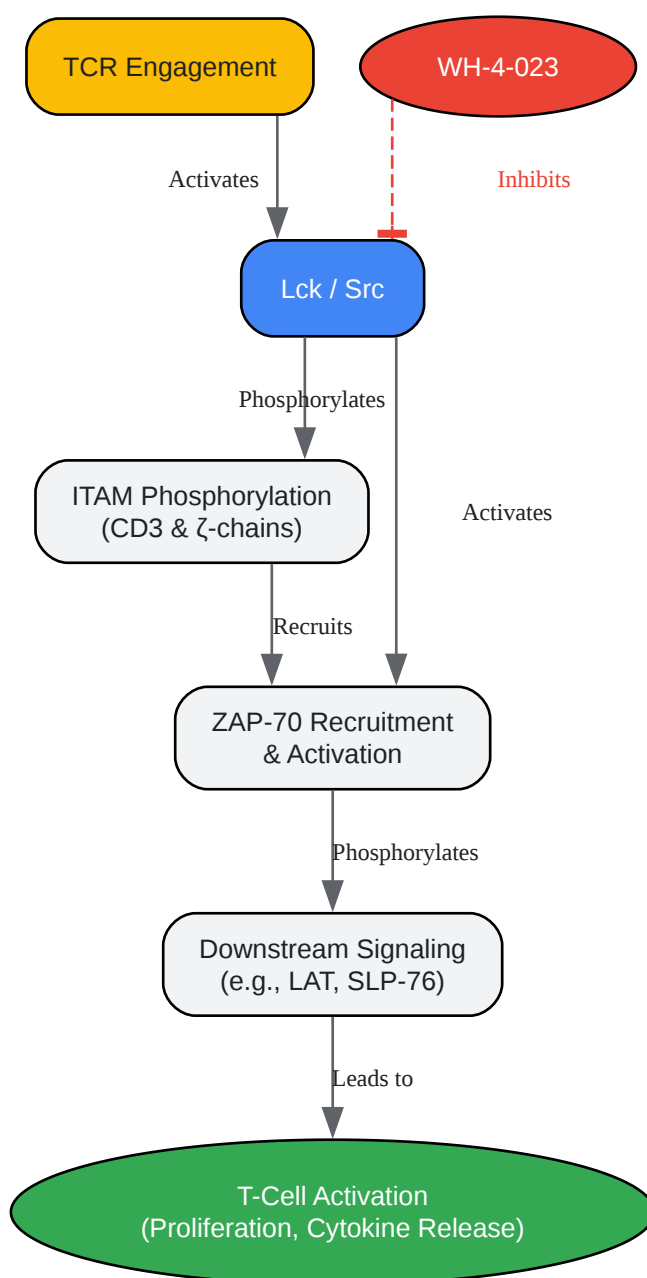 TCR Engagement
WH-4-023
Activates
Inhibits
Lck / Src
Phosphorylates
ITAM Phosphorylation
(CD3 & ζ-chains)
Activates
Recruits
ZAP-70 Recruitment
& Activation
Phosphorylates
Downstream Signaling
(e.g., LAT, SLP-76)
Leads to
T-Cell Activation
(Proliferation, Cytokine Release)